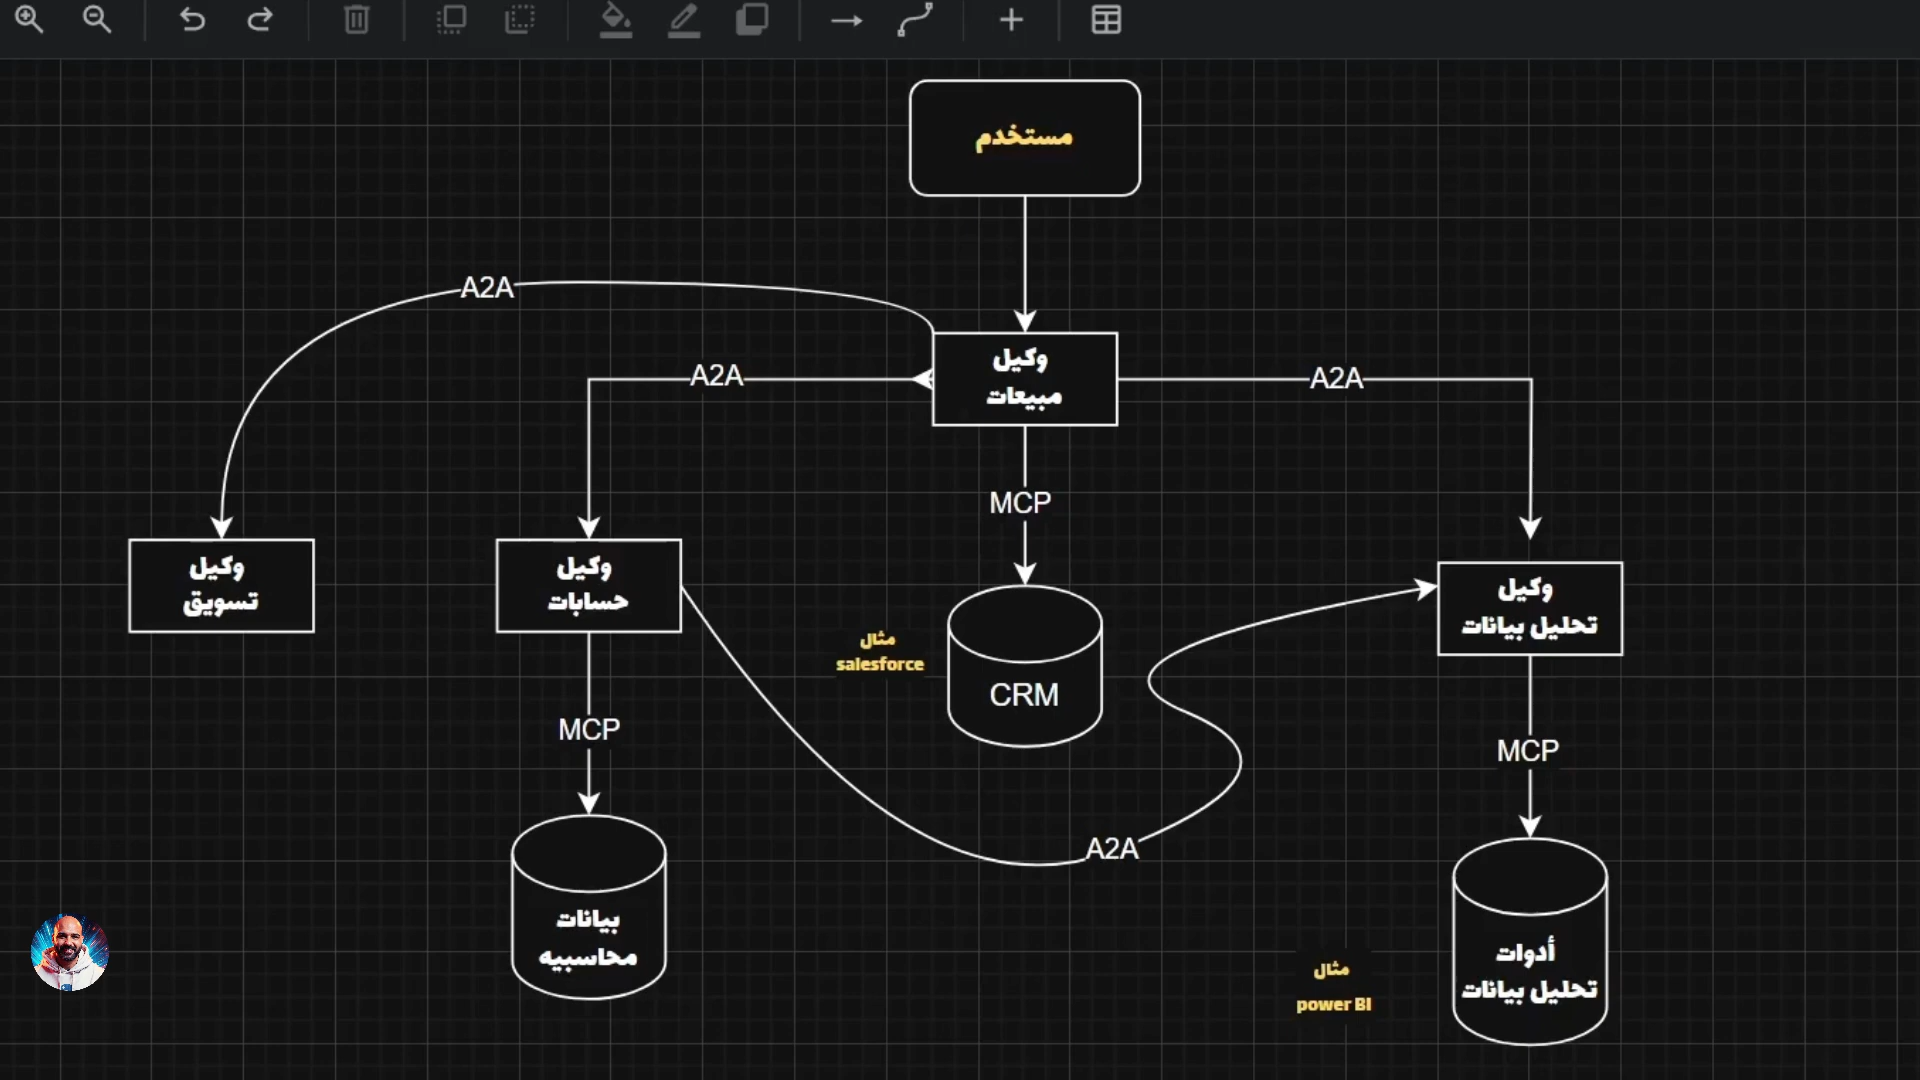 مستخدم
A2A
وكيل
مبيعات
A2A
A2A
MCP
وكيل
تسويق
وكيل
حسابات
وكيل
تحليل بيانات
مثال
salesforce
CRM
MCP
MCP
A2A
بيانات
محاسبيه
أدوات
تحليل بيانات
مثال
power BI